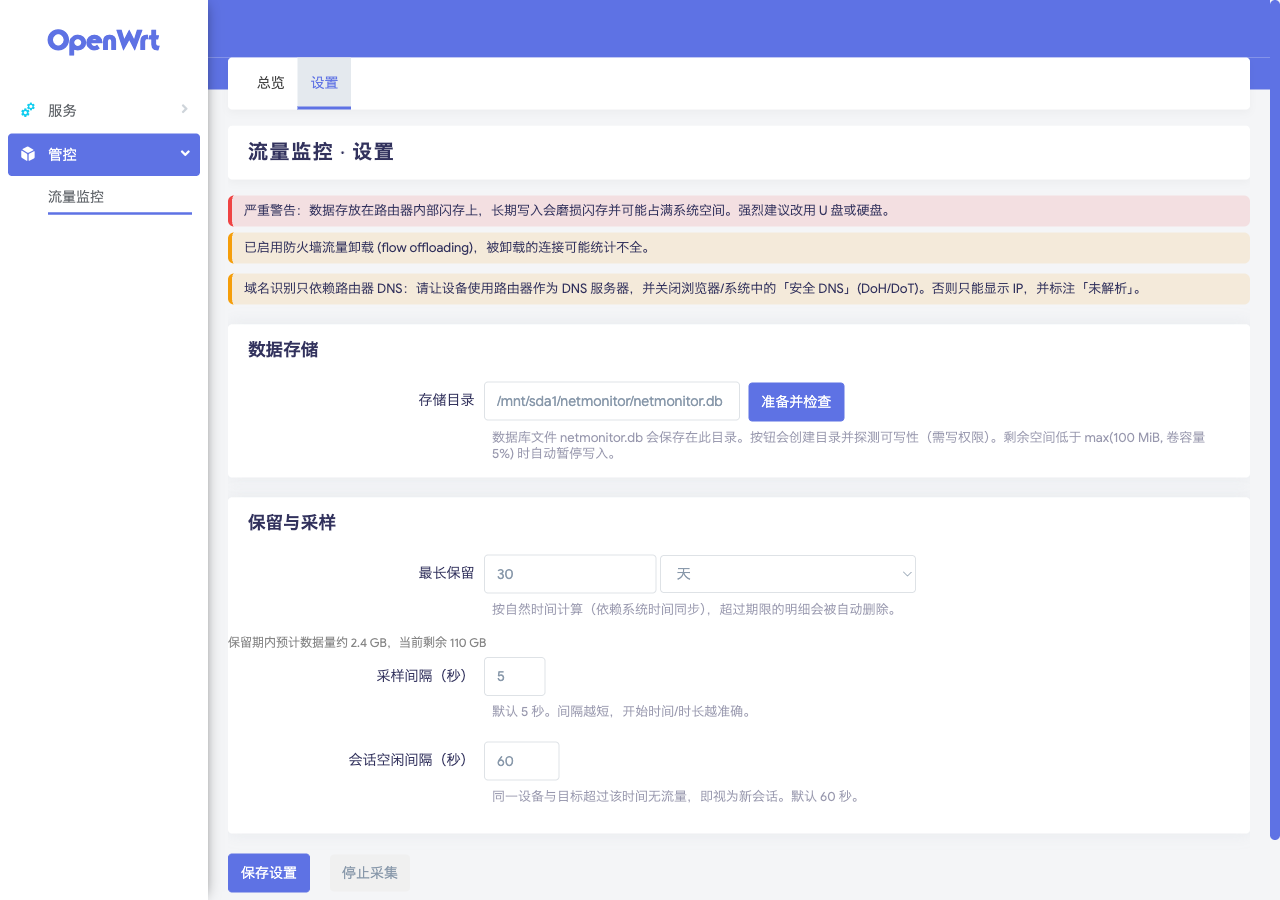 OpenWrt
服务
管控
流量监控
总览
设置
流量监控 · 设置
严重警告：数据存放在路由器内部闪存上，长期写入会磨损闪存并可能占满系统空间。强烈建议改用 U 盘或硬盘。
已启用防火墙流量卸载 (flow offloading)，被卸载的连接可能统计不全。
域名识别只依赖路由器 DNS：请让设备使用路由器作为 DNS 服务器，并关闭浏览器/系统中的「安全 DNS」(DoH/DoT)。否则只能显示 IP，并标注「未解析」。
数据存储
存储目录
/mnt/sda1/netmonitor/netmonitor.db
准备并检查
数据库文件 netmonitor.db 会保存在此目录。按钮会创建目录并探测可写性（需写权限）。剩余空间低于 max(100 MiB, 卷容量
5%) 时自动暂停写入。
保留与采样
最长保留
30
天
按自然时间计算（依赖系统时间同步），超过期限的明细会被自动删除。
保留期内预计数据量约 2.4 GB，当前剩余 110 GB
采样间隔（秒）
5
默认 5 秒。间隔越短，开始时间/时长越准确。
会话空闲间隔（秒）
60
同一设备与目标超过该时间无流量，即视为新会话。默认 60 秒。
保存设置
停止采集